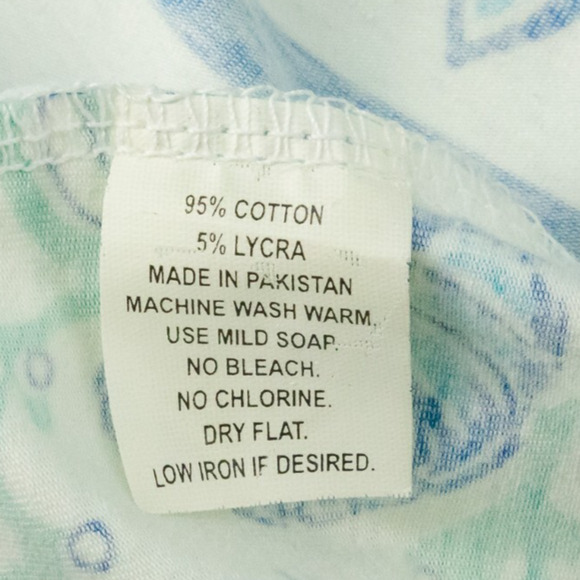 95% COTTON
5% LYCRA
MADE IN PAKISTAN
MACHINE WASH WARM.
USE MILD SOAP.
NO BLEACH.
NO CHLORINE.
DRY FLAT.
LOW IRON IF DESIRED.